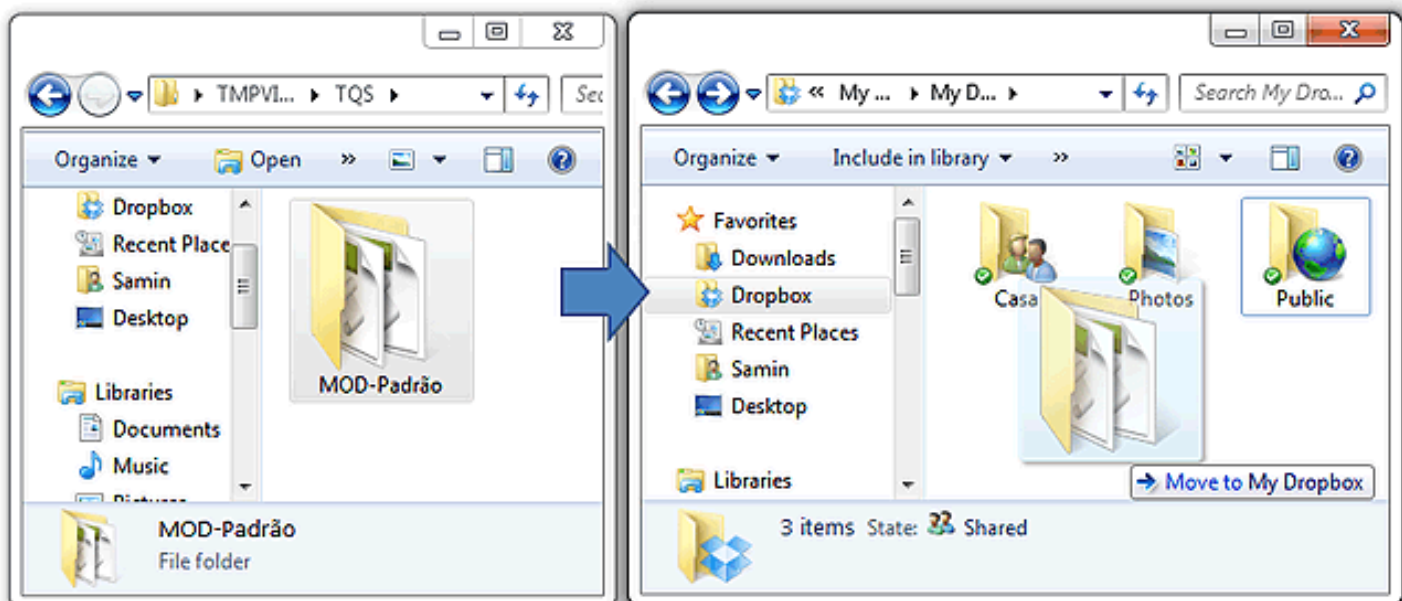 TMPVI... TQS Sec
Organize Open »
Dropbox
Recent Place
Samin
Desktop
Libraries
Documents
Music
Pictures
MOD-Padrão
MOD-Padrão
File folder
« My ... My D... Search My Dro...
Organize Include in library »
Favorites
Downloads
Dropbox
Recent Places
Samin
Desktop
Libraries
Casa Photos Public
Move to My Dropbox
3 items State: Shared